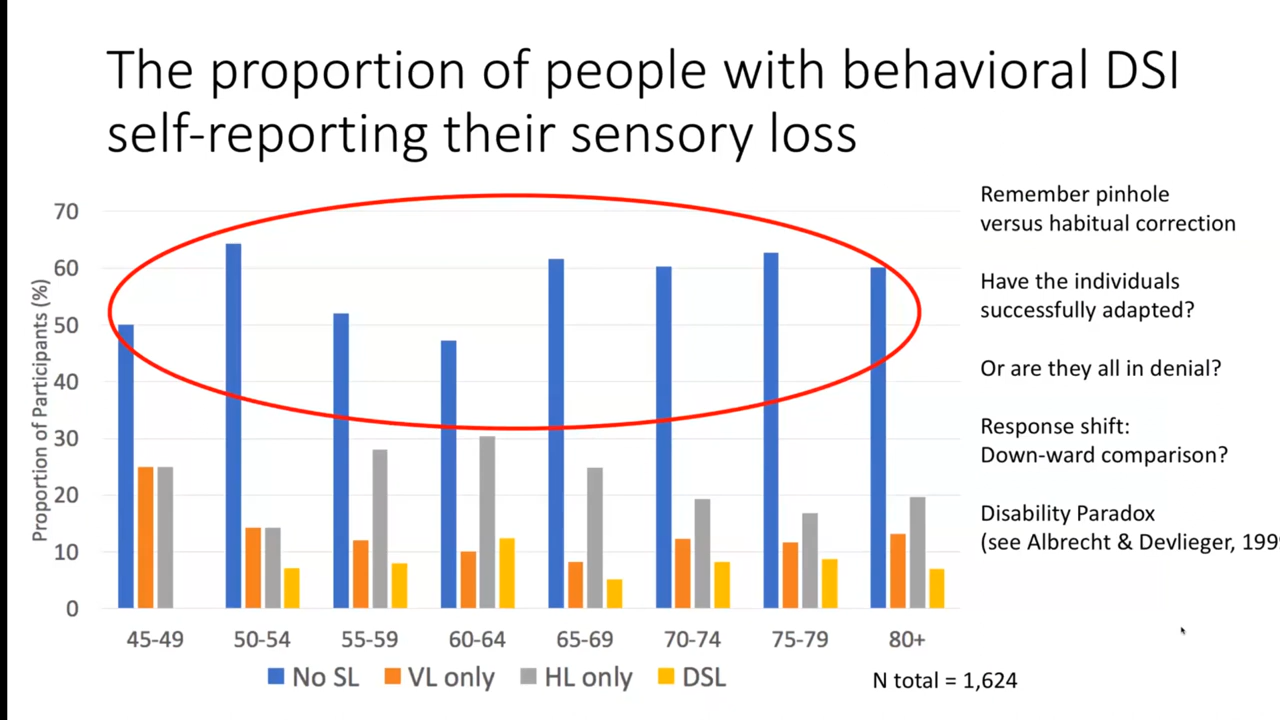 The proportion of people with behavioral DSI
self-reporting their sensory loss
Proportion of Participants (%)
70
60
50
40
30
20
10
0
45-49 50-54 55-59 60-64 65-69 70-74 75-79 80+
No SL VL only HL only DSL
N total = 1,624
Remember pinhole
versus habitual correction
Have the individuals
successfully adapted?
Or are they all in denial?
Response shift:
Down-ward comparison?
Disability Paradox
(see Albrecht & Devlieger, 199